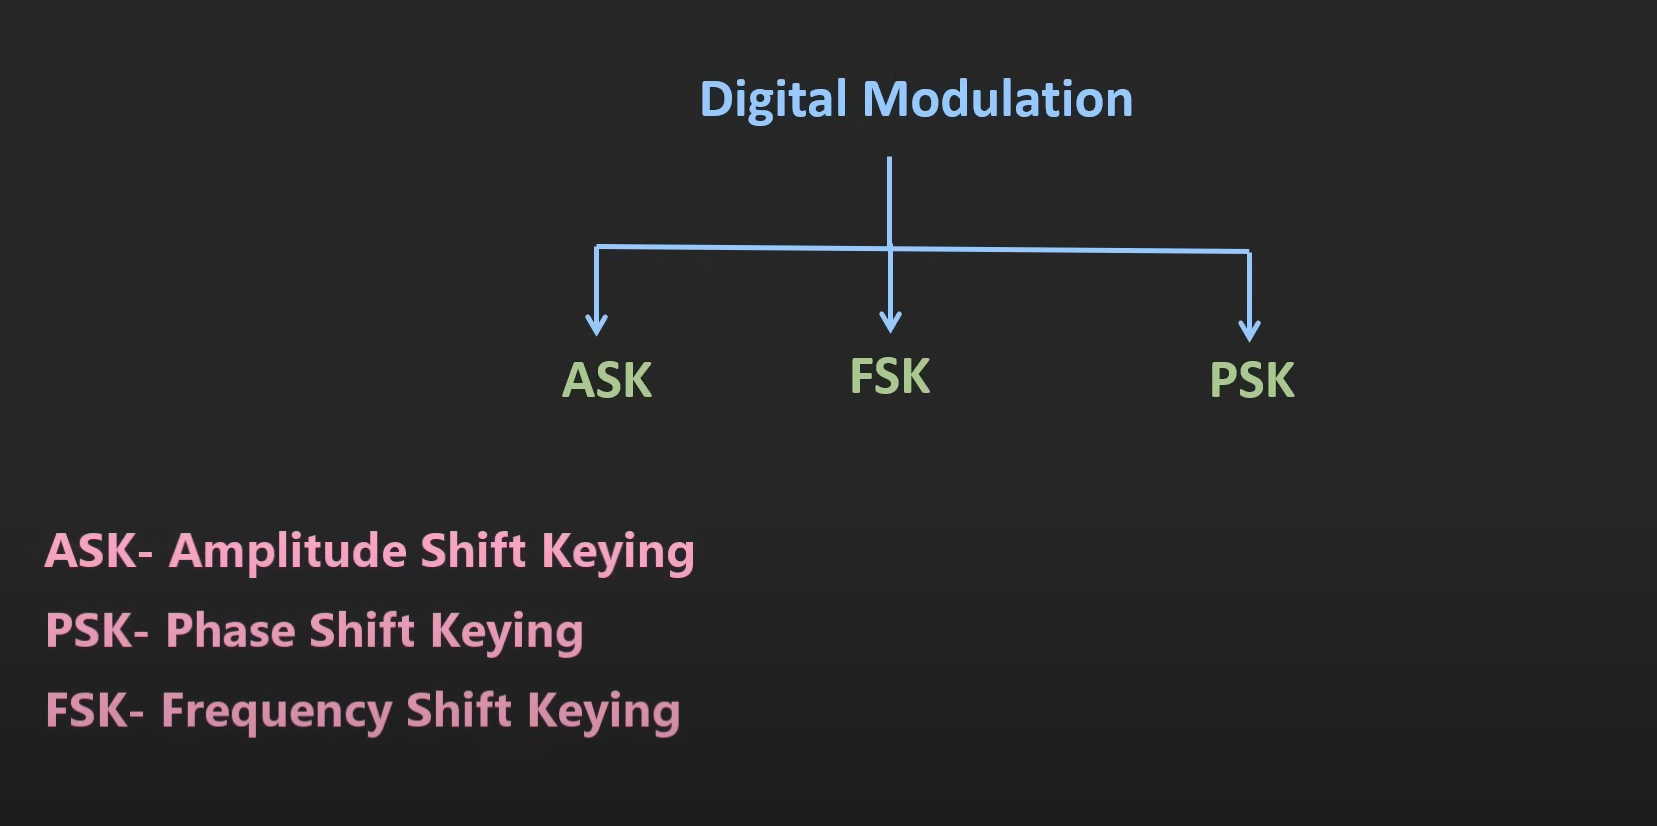 Digital Modulation
ASK FSK PSK
ASK- Amplitude Shift Keying
PSK- Phase Shift Keying
FSK- Frequency Shift Keying